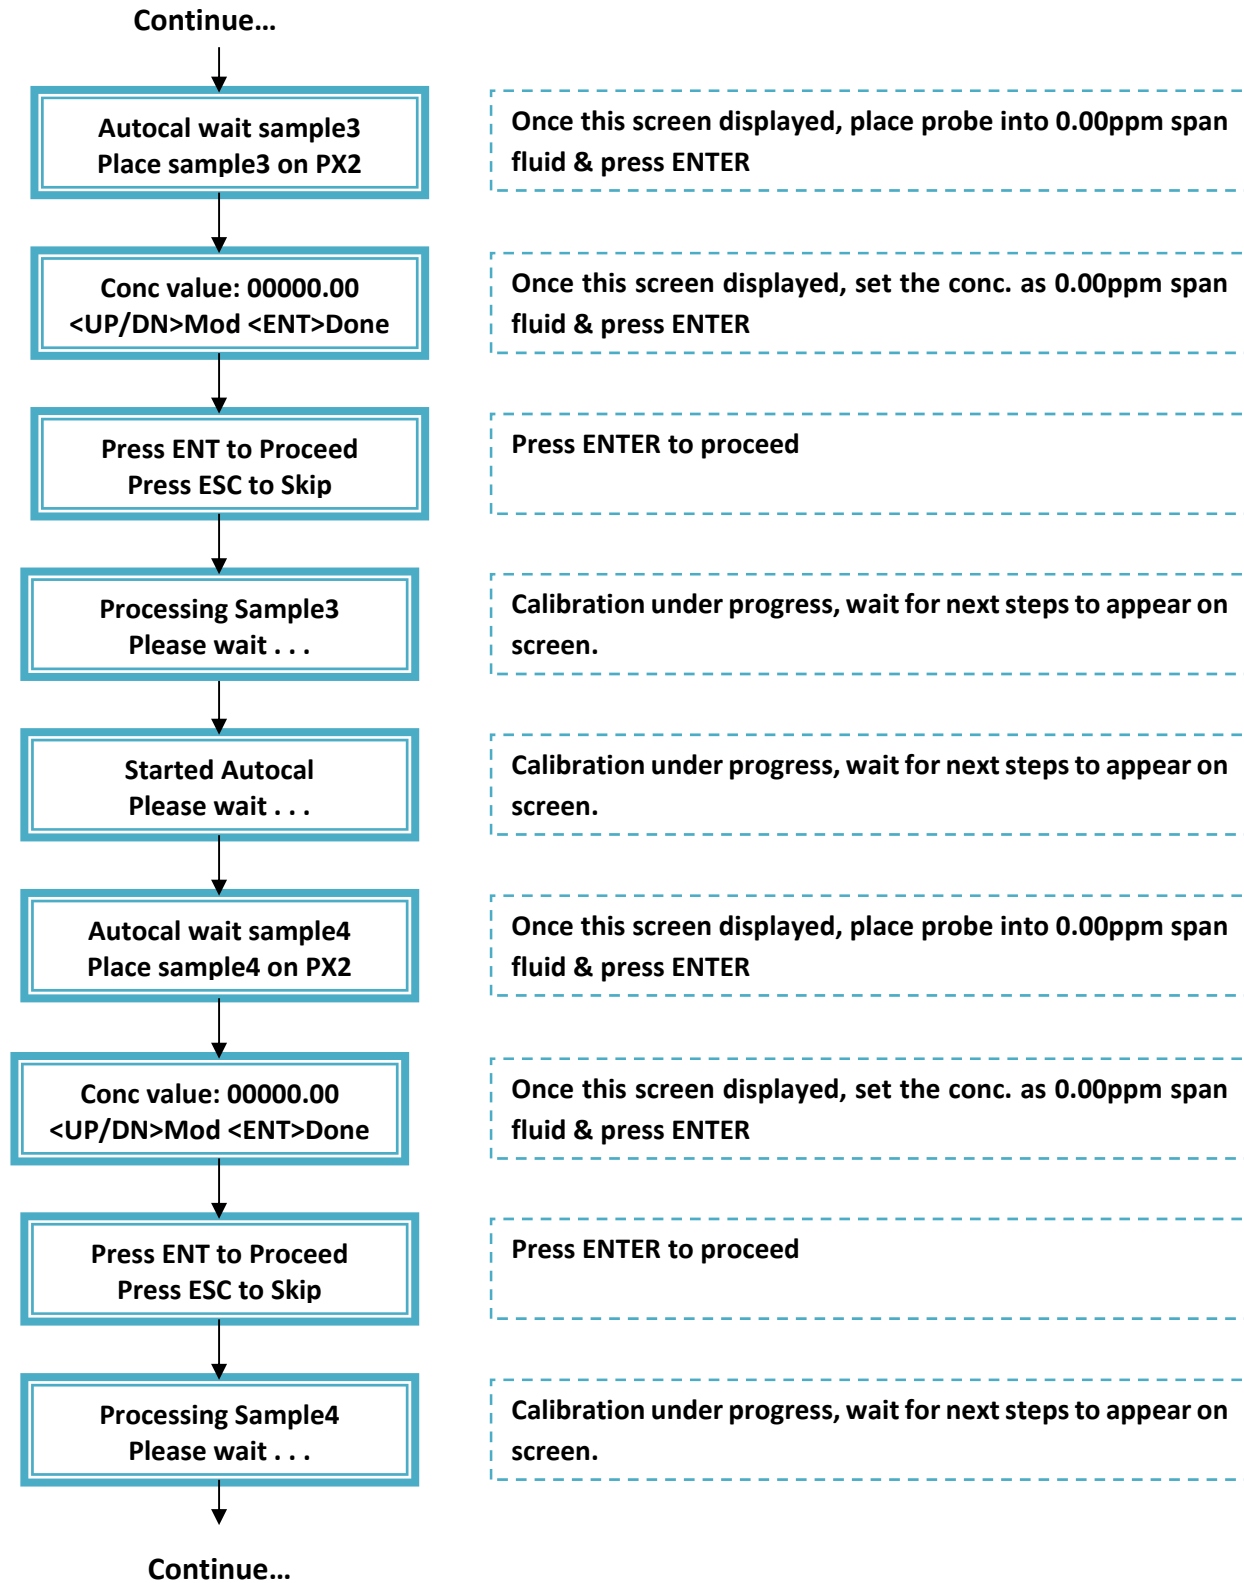 Continue…
Autocal wait sample3
Place sample3 on PX2
Once this screen displayed, place probe into 0.00ppm span
fluid & press ENTER
Conc value: 00000.00
<UP/DN>Mod <ENT>Done
Once this screen displayed, set the conc. as 0.00ppm span
fluid & press ENTER
Press ENT to Proceed
Press ESC to Skip
Press ENTER to proceed
Processing Sample3
Please wait . . .
Calibration under progress, wait for next steps to appear on
screen.
Started Autocal
Please wait . . .
Calibration under progress, wait for next steps to appear on
screen.
Autocal wait sample4
Place sample4 on PX2
Once this screen displayed, place probe into 0.00ppm span
fluid & press ENTER
Conc value: 00000.00
<UP/DN>Mod <ENT>Done
Once this screen displayed, set the conc. as 0.00ppm span
fluid & press ENTER
Press ENT to Proceed
Press ESC to Skip
Press ENTER to proceed
Processing Sample4
Please wait . . .
Calibration under progress, wait for next steps to appear on
screen.
Continue…